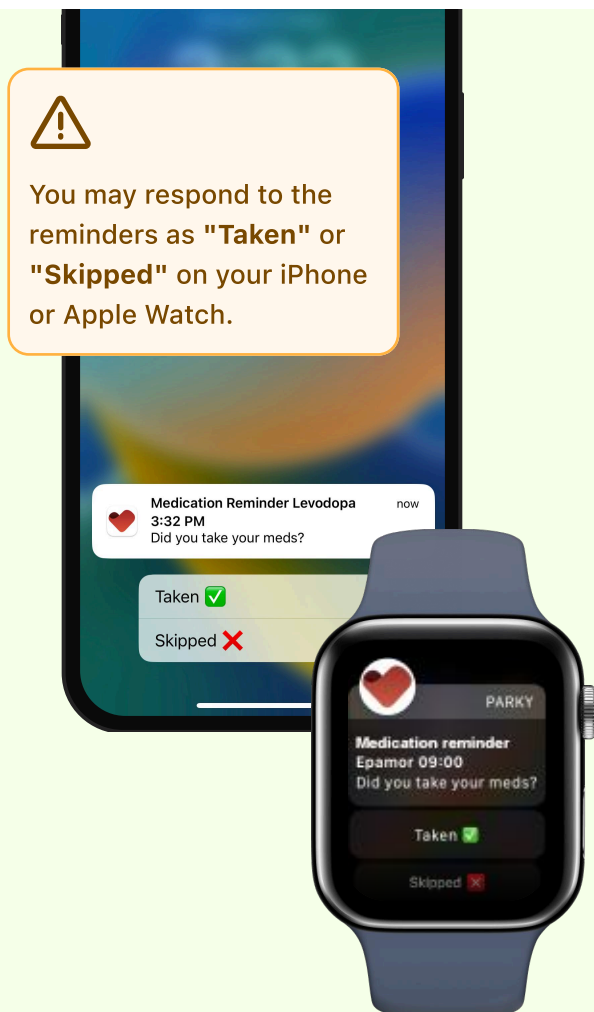 You may respond to the
reminders as "Taken" or
"Skipped" on your iPhone
or Apple Watch.
Medication Reminder Levodopa now
3:32 PM
Did you take your meds?
Taken ✅
Skipped ❌
PARKY
Medication reminder
Epamor 09:00
Did you take your meds?
Taken ✅
Skipped ❌